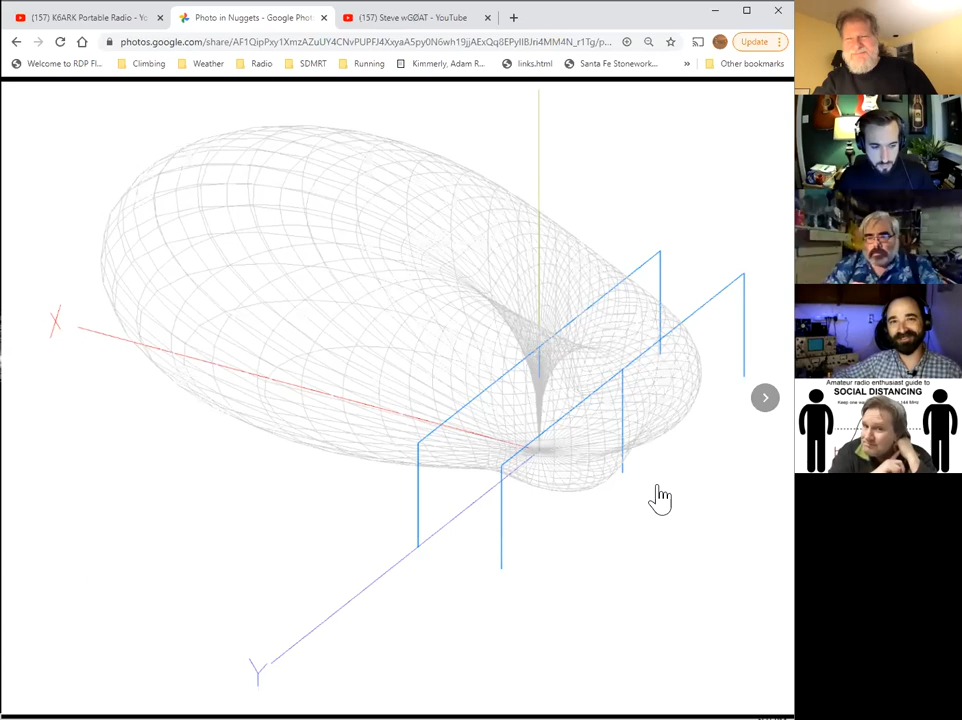 (157) K6ARK Portable Radio - Yo
Photo in Nuggets - Google Phot
(157) Steve wGØAT - YouTube
photos.google.com/share/AF1QipPxy1XmzAZuUY4CNvPUPFJ4XxyaA5py0N6wh19jjAExQq8EPyIIBJri4MM4N_r1Tg/p...
Update
Welcome to RDP Fl...
Climbing
Weather
Radio
SDMRT
Running
Kimmerly, Adam R...
links.html
Santa Fe Stonework...
»
Other bookmarks
X
Y
Amateur radio enthusiast guide to
SOCIAL DISTANCING